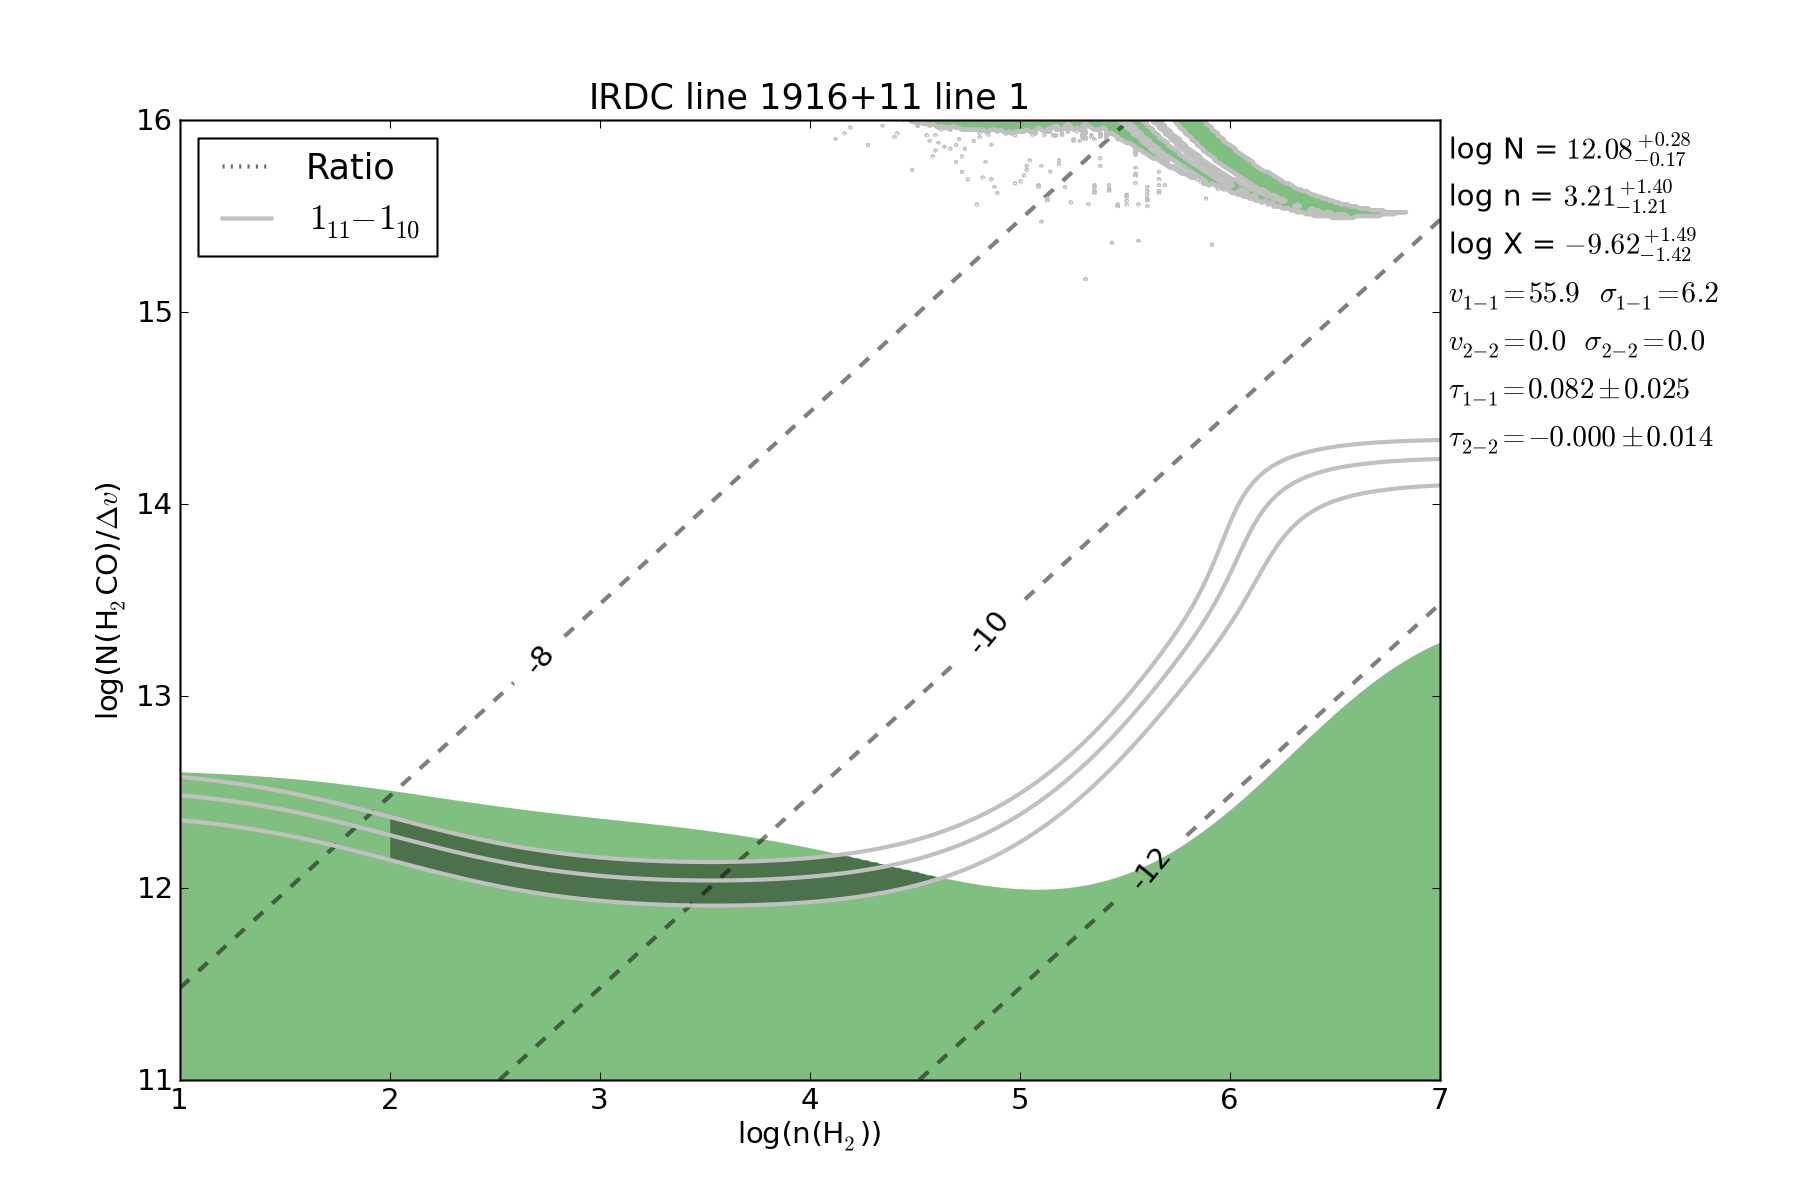 IRDC line 1916+11 line 1
Ratio
1₁₁−1₁₀
log N = 12.08 +0.28 −0.17
log n = 3.21 +1.40 −1.21
log X = −9.62 +1.49 −1.42
v₁₋₁=55.9 σ₁₋₁=6.2
v₂₋₂=0.0 σ₂₋₂=0.0
τ₁₋₁=0.082±0.025
τ₂₋₂=−0.000±0.014
16
15
14
13
12
11
log(N(H₂CO)/Δv)
-8
-10
-12
1 2 3 4 5 6 7
log(n(H₂))